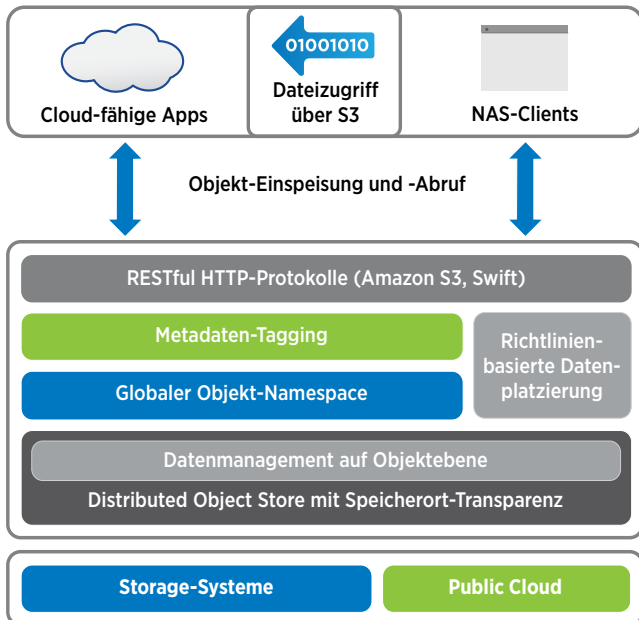 01001010
Cloud-fähige Apps
Dateizugriff
über S3
NAS-Clients
Objekt-Einspeisung und -Abruf
RESTful HTTP-Protokolle (Amazon S3, Swift)
Metadaten-Tagging
Richtlinien-
basierte Daten-
platzierung
Globaler Objekt-Namespace
Datenmanagement auf Objektebene
Distributed Object Store mit Speicherort-Transparenz
Storage-Systeme
Public Cloud